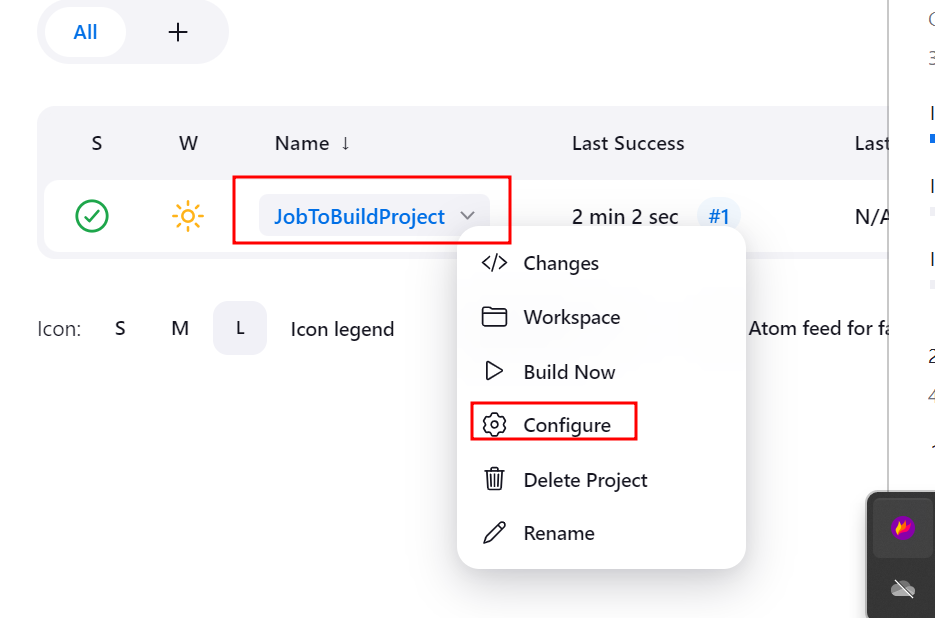 All +
S W Name ↓ Last Success Last
JobToBuildProject 2 min 2 sec #1 N/A
Changes
Workspace
Icon: S M L Icon legend Atom feed for fa
Build Now
Configure
Delete Project
Rename